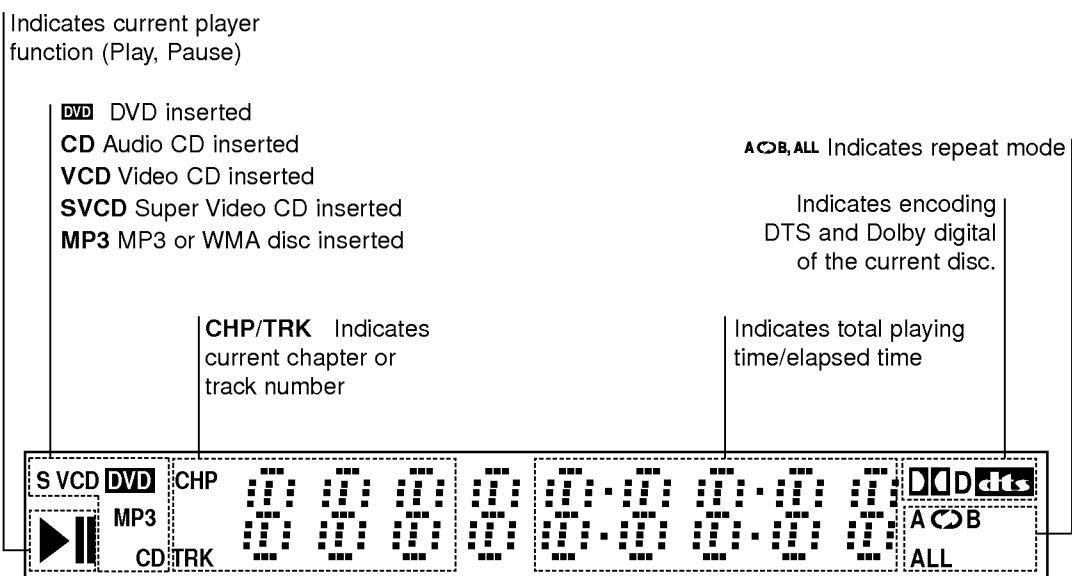 Indicates current player
function (Play, Pause)
DVD DVD inserted
CD Audio CD inserted
VCD Video CD inserted
SVCD Super Video CD inserted
MP3 MP3 or WMA disc inserted
A B, ALL Indicates repeat mode
Indicates encoding
DTS and Dolby digital
of the current disc.
CHP/TRK Indicates
current chapter or
track number
Indicates total playing
time/elapsed time
S VCD DVD CHP D dts
MP3 A B
CD TRK ALL